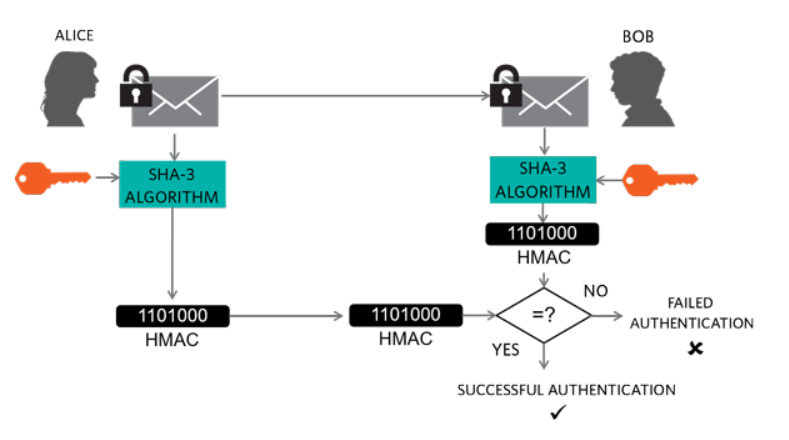 ALICE
BOB
SHA-3
ALGORITHM
SHA-3
ALGORITHM
1101000
HMAC
1101000
HMAC
1101000
HMAC
=?
NO
YES
FAILED
AUTHENTICATION
SUCCESSFUL AUTHENTICATION